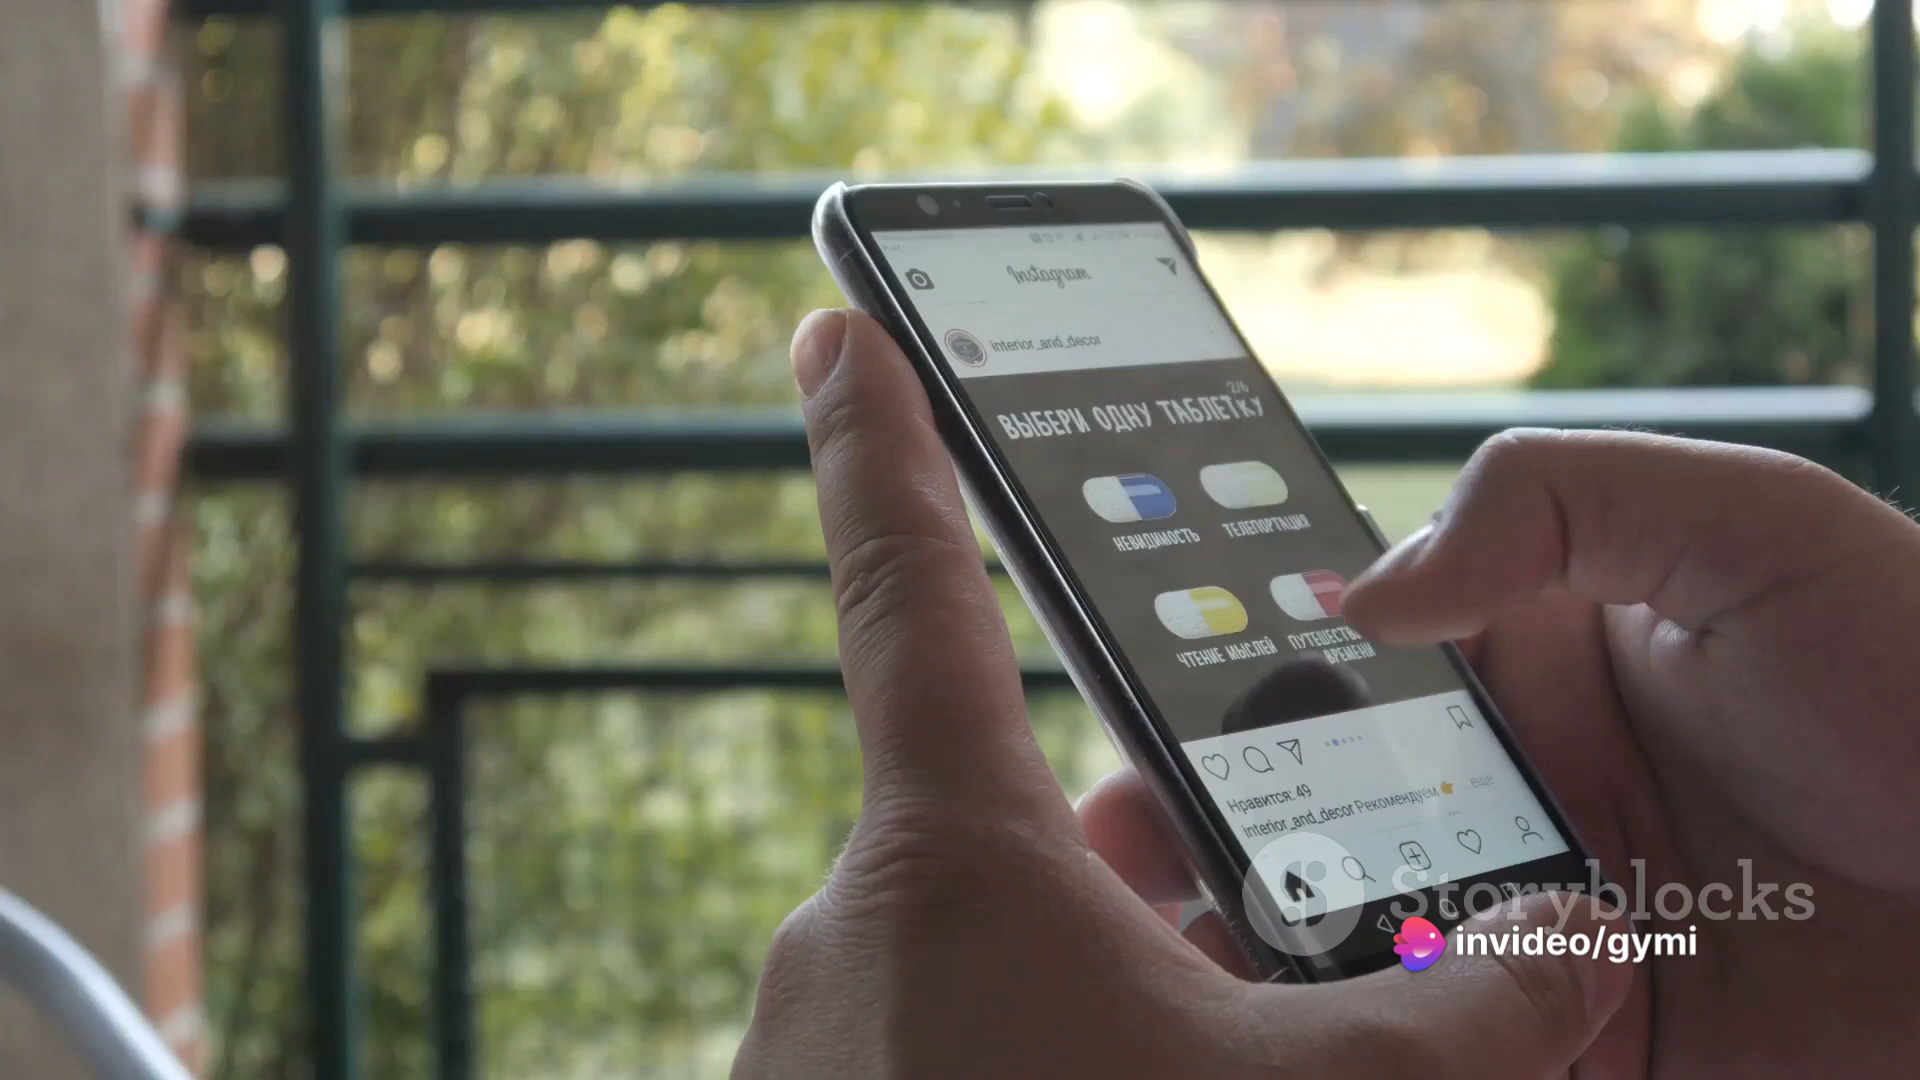 Instagram
interior_and_decor
2/6
ВЫБЕРИ ОДНУ ТАБЛЕТКУ
НЕВИДИМОСТЬ
ТЕЛЕПОРТАЦИЯ
ЧТЕНИЕ МЫСЛЕЙ
ВРЕМЕНИ
Нравится: 49
interior_and_decor Рекомендуем
еще
Storyblocks
invideo/gymi